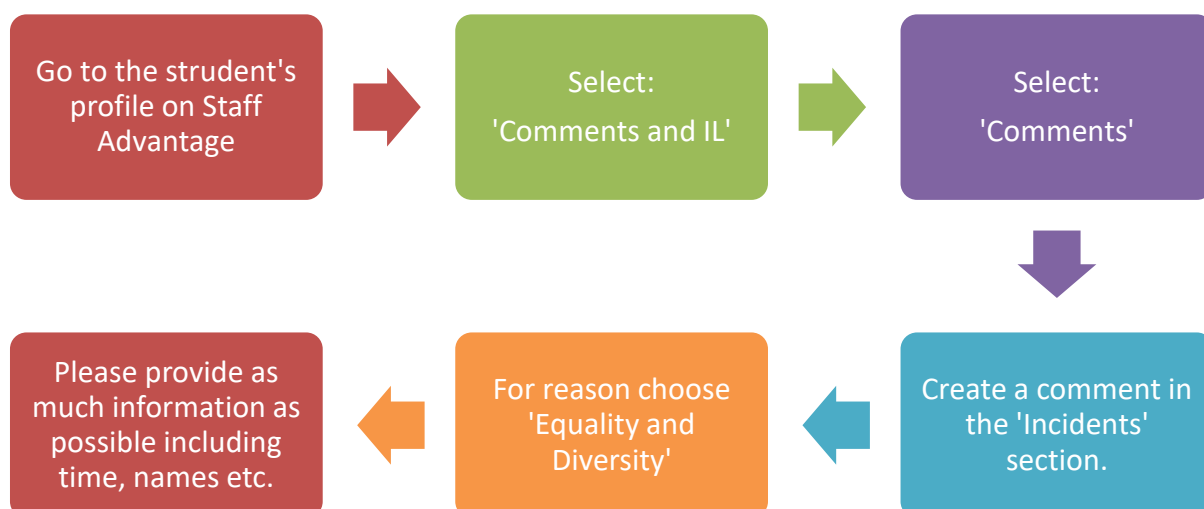 Go to the strudent's
profile on Staff
Advantage
Select:
'Comments and IL'
Select:
'Comments'
Create a comment in
the 'Incidents'
section.
For reason choose
'Equality and
Diversity'
Please provide as
much information as
possible including
time, names etc.